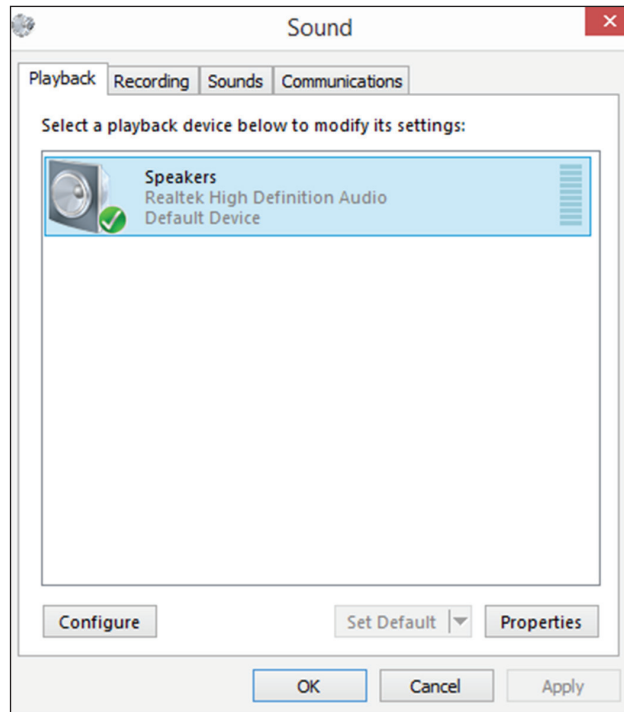 Sound
Playback Recording Sounds Communications
Select a playback device below to modify its settings:
Speakers
Realtek High Definition Audio
Default Device
Configure Set Default Properties
OK Cancel Apply